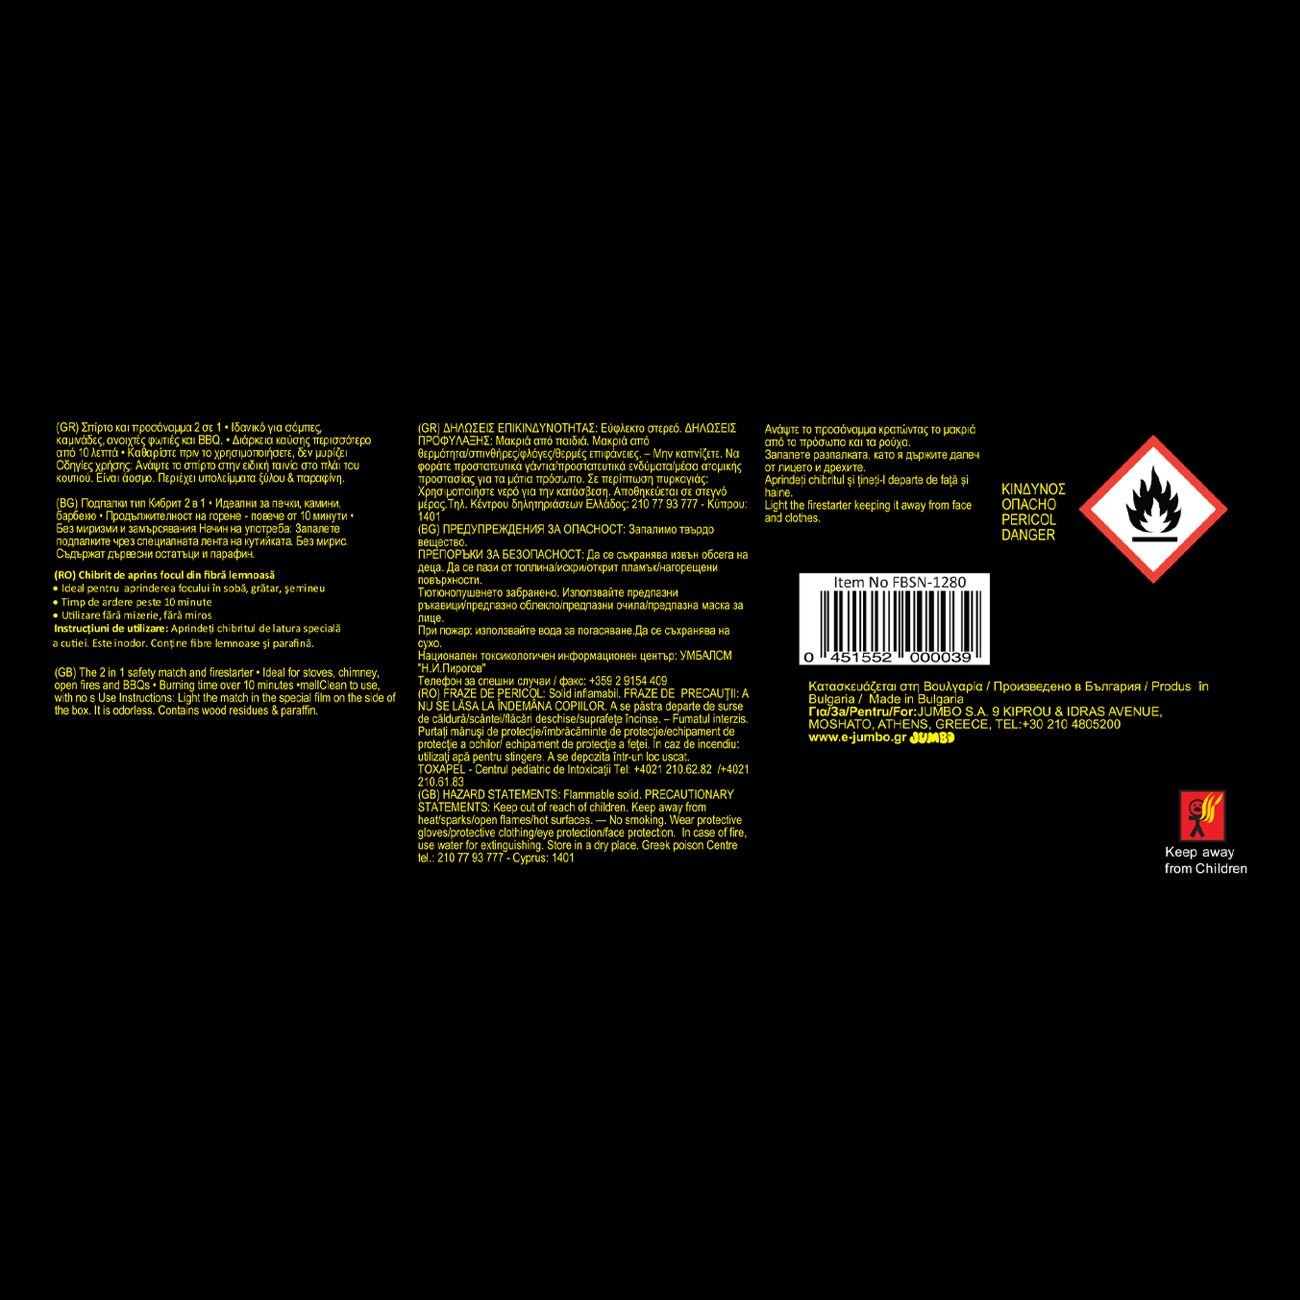 (GR) Σπίρτο και προσάναμμα 2 σε 1 • Ιδανικό για σόμπες,
καμινάδες, ανοιχτές φωτιές και BBQ. • Διάρκεια καύσης περισσότερο
από 10 λεπτά • Καθαρίστε πριν το χρησιμοποιήσετε, δεν μυρίζει
Οδηγίες χρήσης: Ανάψτε το σπίρτο στην ειδική ταινία στο πλάι του
κουτιού. Είναι άοσμο. Περιέχει υπολείμματα ξύλου & παραφίνη.
(BG) Подпалки тип Кибрит 2 в 1 • Идеални за печки, камини,
барбекю • Продължителност на горене - повече от 10 минути •
Без миризми и замърсявания Начин на употреба: Запалете
подпалките чрез специалната лента на кутийката. Без мирис.
Съдържат дървесни остатъци и парафин.
(RO) Chibrit de aprins focul din fibră lemnoasă
• Ideal pentru aprinderea focului în sobă, grătar, şemineu
• Timp de ardere peste 10 minute
• Utilizare fără mizerie, fără miros
Instrucţiuni de utilizare: Aprindeţi chibritul de latura specială
a cutiei. Este inodor. Conţine fibre lemnoase şi parafină.
(GB) The 2 in 1 safety match and firestarter • Ideal for stoves, chimney,
open fires and BBQs • Burning time over 10 minutes •mellClean to use,
with no s Use Instructions: Light the match in the special film on the side of
the box. It is odorless. Contains wood residues & paraffin.
(GR) ΔΗΛΩΣΕΙΣ ΕΠΙΚΙΝΔΥΝΟΤΗΤΑΣ: Εύφλεκτο στερεό. ΔΗΛΩΣΕΙΣ
ΠΡΟΦΥΛΑΞΗΣ: Μακριά από παιδιά. Μακριά από
θερμότητα/σπινθήρες/φλόγες/θερμές επιφάνειες. – Μην καπνίζετε. Να
φοράτε προστατευτικά γάντια/προστατευτικά ενδύματα/μέσα ατομικής
προστασίας για τα μάτια πρόσωπο. Σε περίπτωση πυρκαγιάς:
Χρησιμοποιήστε νερό για την κατάσβεση. Αποθηκεύεται σε στεγνό
μέρος.Τηλ. Κέντρου δηλητηριάσεων Ελλάδος: 210 77 93 777 - Κύπρου:
1401
(BG) ПРЕДУПРЕЖДЕНИЯ ЗА ОПАСНОСТ: Запалимо твърдо
вещество.
ПРЕПОРЪКИ ЗА БЕЗОПАСНОСТ: Да се съхранява извън обсега на
деца. Да се пази от топлина/искри/открит пламък/нагорещени
повърхности.
Тютюнопушенето забранено. Използвайте предпазни
ръкавици/предпазно облекло/предпазни очила/предпазна маска за
лице.
При пожар: използвайте вода за погасяване.Да се съхранява на
сухо.
Национален токсикологичен информационен център: УМБАЛСМ
"Н.И.Пирогов"
Телефон за спешни случаи / факс: +359 2 9154 409
(RO) FRAZE DE PERICOL: Solid inflamabil. FRAZE DE PRECAUŢII: A
NU SE LĂSA LA ÎNDEMÂNA COPIILOR. A se păstra departe de surse
de căldură/scântei/flăcări deschise/suprafeţe încinse. – Fumatul interzis.
Purtaţi mănuşi de protecţie/îmbrăcăminte de protecţie/echipament de
protecţie a ochilor/ echipament de protecţie a feţei. În caz de incendiu:
utilizaţi apă pentru stingere. A se depozita într-un loc uscat.
TOXAPEL - Centrul pediatric de Intoxicaţii Tel: +4021 210.62.82 /+4021
210.61.83
(GB) HAZARD STATEMENTS: Flammable solid. PRECAUTIONARY
STATEMENTS: Keep out of reach of children. Keep away from
heat/sparks/open flames/hot surfaces. — No smoking. Wear protective
gloves/protective clothing/eye protection/face protection. In case of fire,
use water for extinguishing. Store in a dry place. Greek poison Centre
tel.: 210 77 93 777 - Cyprus: 1401
Ανάψτε το προσάναμμα κρατώντας το μακριά
από το πρόσωπο και τα ρούχα.
Запалете разпалката, като я държите далеч
от лицето и дрехите.
Aprindeţi chibritul şi ţineţi-l departe de faţă şi
haine.
Light the firestarter keeping it away from face
and clothes.
ΚΙΝΔΥΝΟΣ
ОПАСНО
PERICOL
DANGER
Item No FBSN-1280
0 451552 000039
Κατασκευάζεται στη Βουλγαρία / Произведено в България / Produs în
Bulgaria / Made in Bulgaria
Για/За/Pentru/For:JUMBO S.A. 9 KIPROU & IDRAS AVENUE,
MOSHATO, ATHENS, GREECE, TEL:+30 210 4805200
www.e-jumbo.gr JUMBO
Keep away
from Children